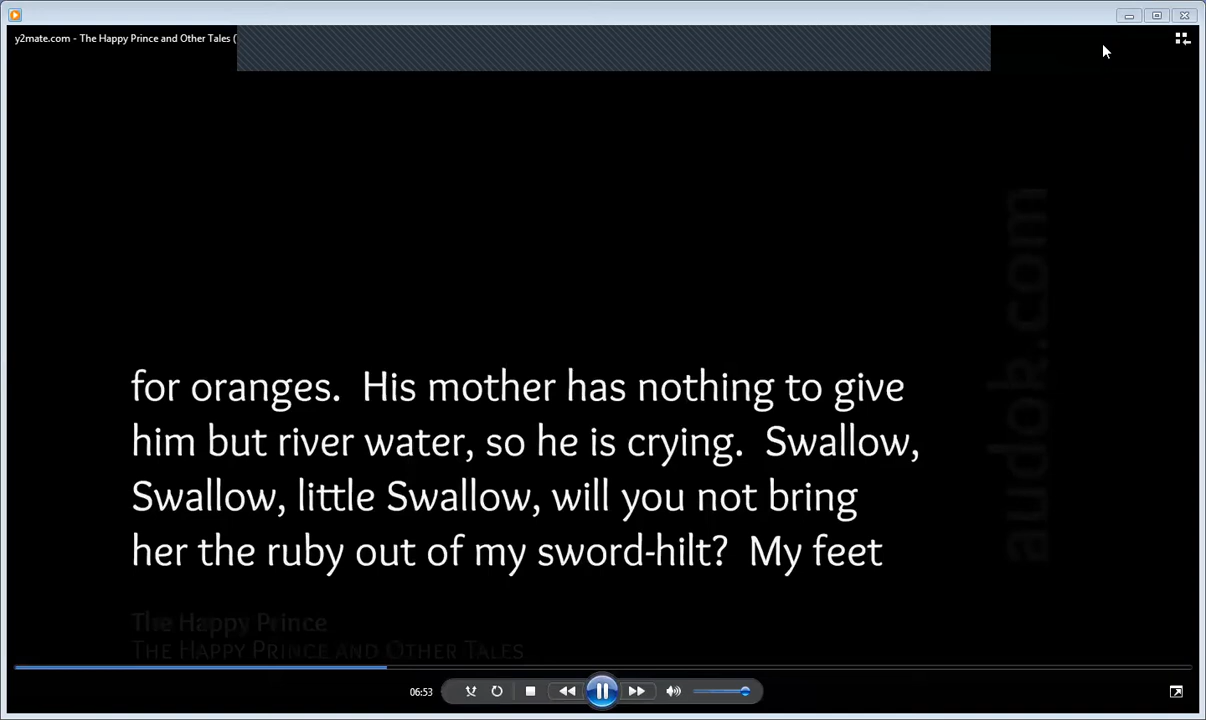 y2mate.com - The Happy Prince and Other Tales (
audok.com
for oranges.  His mother has nothing to give
him but river water, so he is crying.  Swallow,
Swallow, little Swallow, will you not bring
her the ruby out of my sword-hilt?  My feet
The Happy Prince
The Happy Prince and Other Tales
06:53